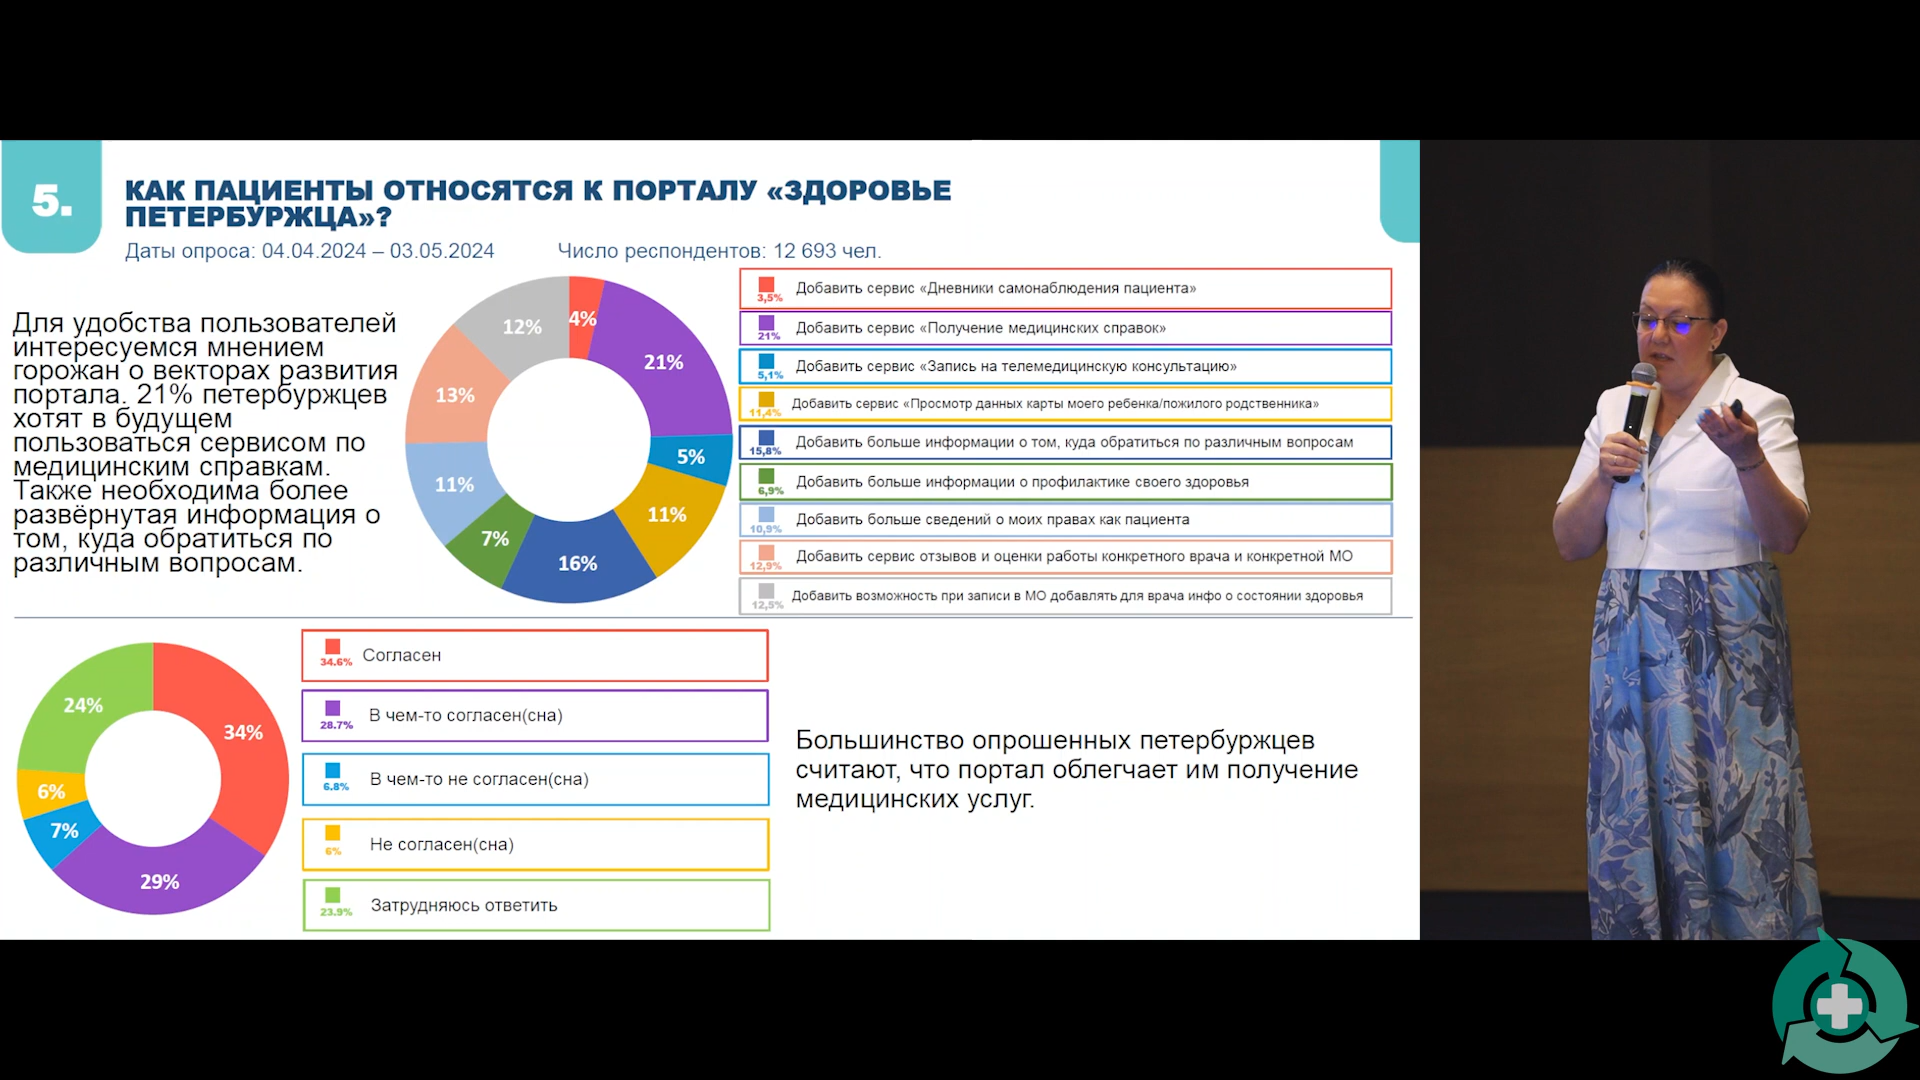 5.
КАК ПАЦИЕНТЫ ОТНОСЯТСЯ К ПОРТАЛУ «ЗДОРОВЬЕ
ПЕТЕРБУРЖЦА»?
Даты опроса: 04.04.2024 – 03.05.2024
Число респондентов: 12 693 чел.
Для удобства пользователей
интересуемся мнением
горожан о векторах развития
портала. 21% петербуржцев
хотят в будущем
пользоваться сервисом по
медицинским справкам.
Также необходима более
развёрнутая информация о
том, куда обратиться по
различным вопросам.
4%
21%
5%
11%
16%
7%
11%
13%
12%
3,5% Добавить сервис «Дневники самонаблюдения пациента»
21% Добавить сервис «Получение медицинских справок»
5,1% Добавить сервис «Запись на телемедицинскую консультацию»
11,4% Добавить сервис «Просмотр данных карты моего ребенка/пожилого родственника»
15,8% Добавить больше информации о том, куда обратиться по различным вопросам
6,9% Добавить больше информации о профилактике своего здоровья
10,9% Добавить больше сведений о моих правах как пациента
12,9% Добавить сервис отзывов и оценки работы конкретного врача и конкретной МО
12,5% Добавить возможность при записи в МО добавлять для врача инфо о состоянии здоровья
34%
29%
7%
6%
24%
34.6% Согласен
28.7% В чем-то согласен(сна)
6.8% В чем-то не согласен(сна)
6% Не согласен(сна)
23.9% Затрудняюсь ответить
Большинство опрошенных петербуржцев
считают, что портал облегчает им получение
медицинских услуг.